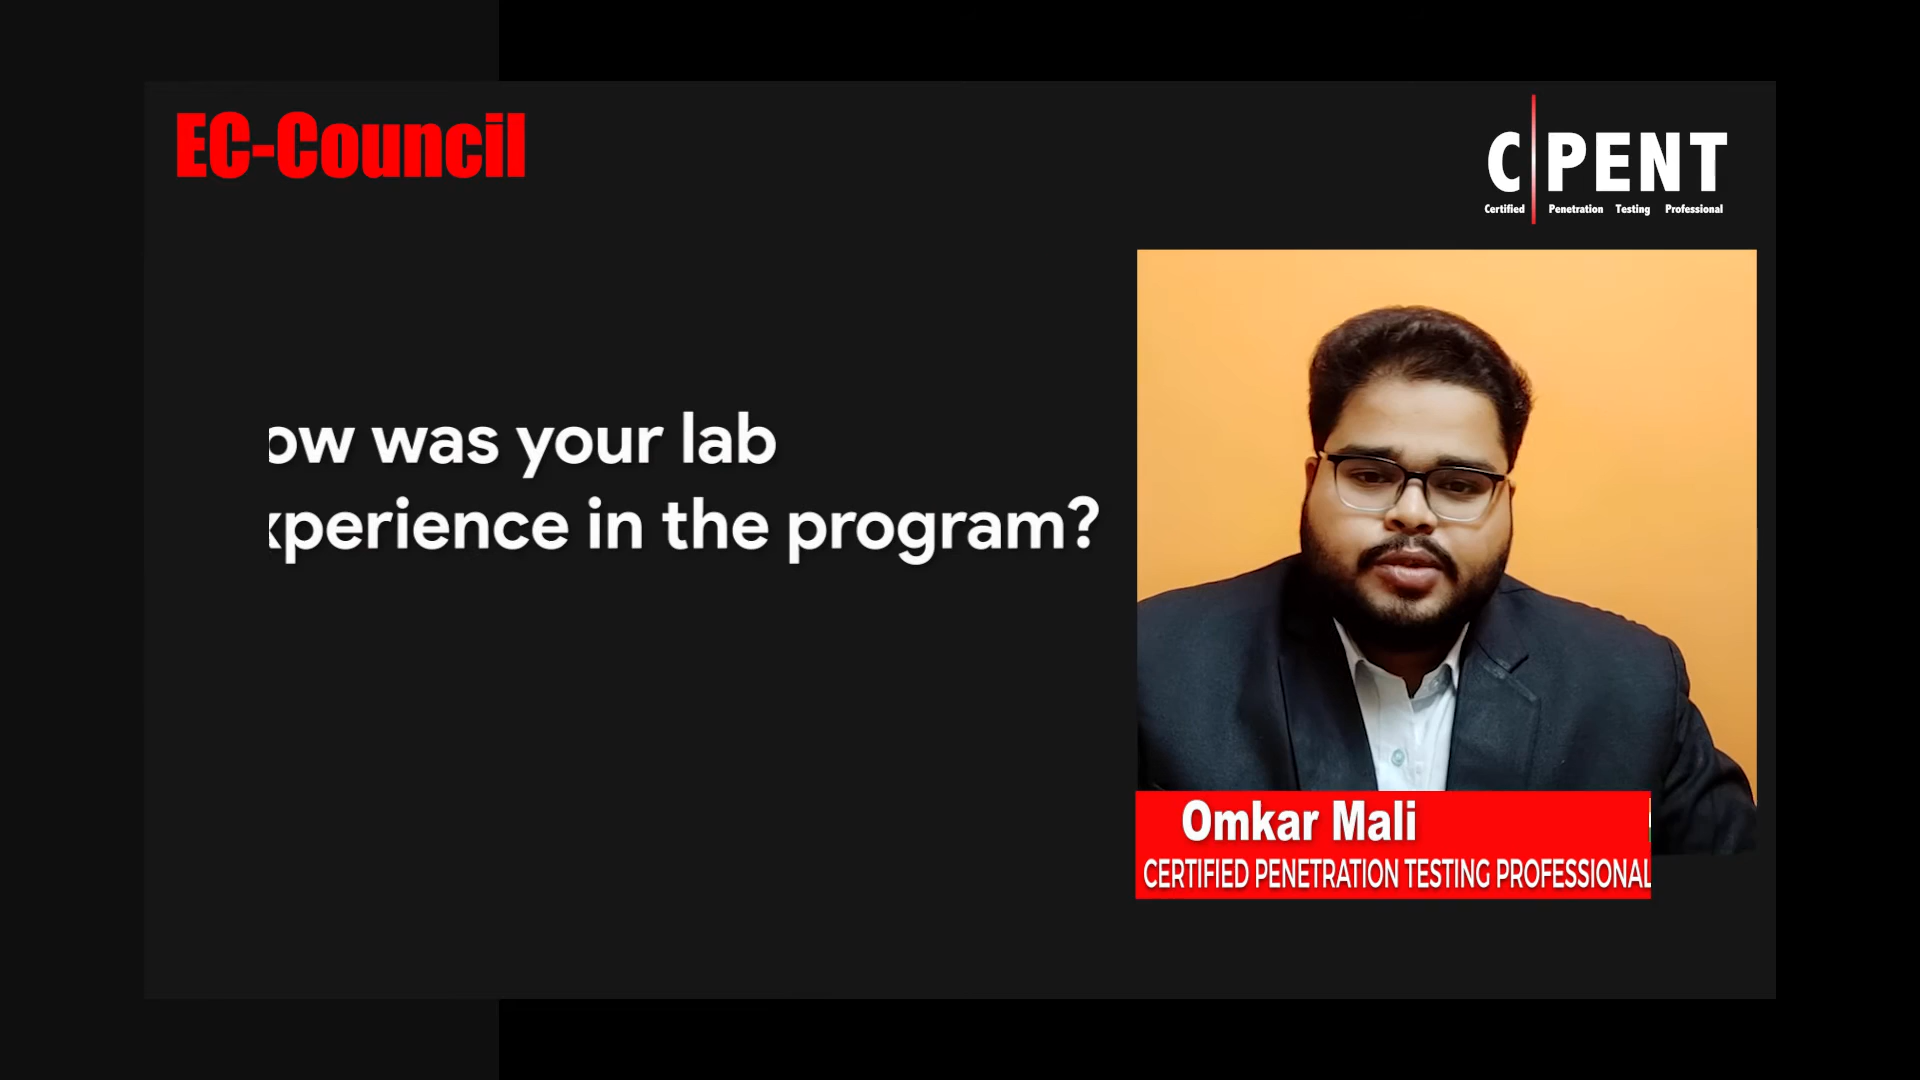 EC-Council
C|PENT
Certified Penetration Testing Professional
ow was your lab
xperience in the program?
Omkar Mali
CERTIFIED PENETRATION TESTING PROFESSIONAL